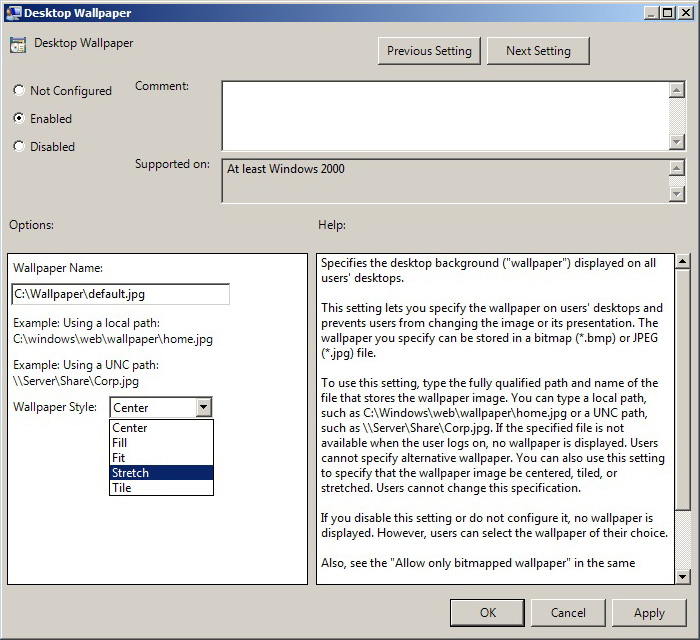 Desktop Wallpaper
Desktop Wallpaper
Previous Setting
Next Setting
Not Configured
Enabled
Disabled
Comment:
Supported on:
At least Windows 2000
Options:
Help:
Wallpaper Name:
C:\Wallpaper\default.jpg
Example: Using a local path:
C:\windows\web\wallpaper\home.jpg
Example: Using a UNC path:
\\Server\Share\Corp.jpg
Wallpaper Style:
Center
Center
Fill
Fit
Stretch
Tile
Specifies the desktop background ("wallpaper") displayed on all
users' desktops.
This setting lets you specify the wallpaper on users' desktops and
prevents users from changing the image or its presentation. The
wallpaper you specify can be stored in a bitmap (*.bmp) or JPEG
(*.jpg) file.
To use this setting, type the fully qualified path and name of the
file that stores the wallpaper image. You can type a local path,
such as C:\Windows\web\wallpaper\home.jpg or a UNC path,
such as \\Server\Share\Corp.jpg. If the specified file is not
available when the user logs on, no wallpaper is displayed. Users
cannot specify alternative wallpaper. You can also use this setting
to specify that the wallpaper image be centered, tiled, or
stretched. Users cannot change this specification.
If you disable this setting or do not configure it, no wallpaper is
displayed. However, users can select the wallpaper of their choice.
Also, see the "Allow only bitmapped wallpaper" in the same
OK
Cancel
Apply